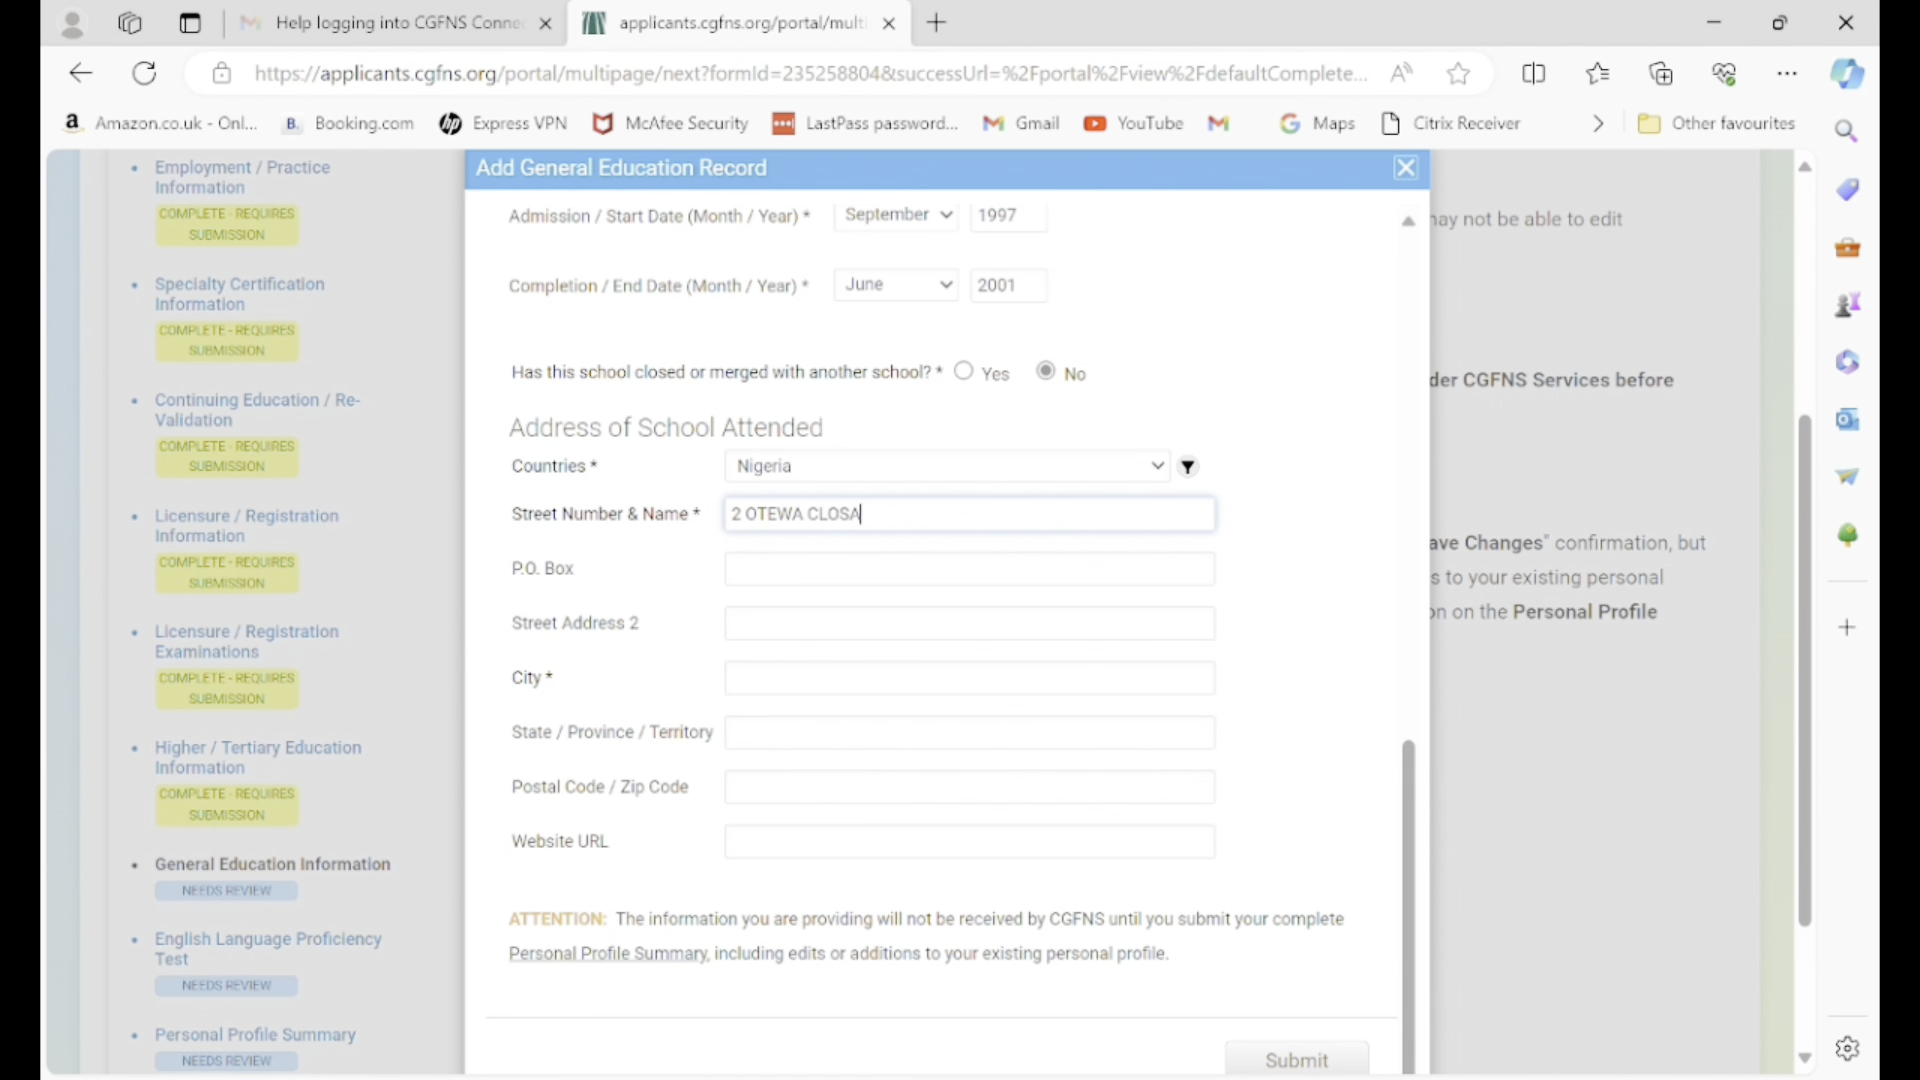 Help logging into CGFNS Connec
applicants.cgfns.org/portal/multi
https://applicants.cgfns.org/portal/multipage/next?formId=235258804&successUrl=%2Fportal%2Fview%2FdefaultComplete...
Amazon.co.uk - Onl...
Booking.com
Express VPN
McAfee Security
LastPass password...
Gmail
YouTube
Maps
Citrix Receiver
Other favourites
Employment / Practice
Information
COMPLETE - REQUIRES
SUBMISSION
Specialty Certification
Information
COMPLETE - REQUIRES
SUBMISSION
Continuing Education / Re-
Validation
COMPLETE - REQUIRES
SUBMISSION
Licensure / Registration
Information
COMPLETE - REQUIRES
SUBMISSION
Licensure / Registration
Examinations
COMPLETE - REQUIRES
SUBMISSION
Higher / Tertiary Education
Information
COMPLETE - REQUIRES
SUBMISSION
General Education Information
NEEDS REVIEW
English Language Proficiency
Test
NEEDS REVIEW
Personal Profile Summary
NEEDS REVIEW
Add General Education Record
Admission / Start Date (Month / Year) * September 1997
Completion / End Date (Month / Year) * June 2001
Has this school closed or merged with another school? * Yes No
Address of School Attended
Countries * Nigeria
Street Number & Name * 2 OTEWA CLOSA
P.O. Box
Street Address 2
City *
State / Province / Territory
Postal Code / Zip Code
Website URL
ATTENTION: The information you are providing will not be received by CGFNS until you submit your complete
Personal Profile Summary, including edits or additions to your existing personal profile.
Submit
may not be able to edit
der CGFNS Services before
ave Changes" confirmation, but
s to your existing personal
on on the Personal Profile